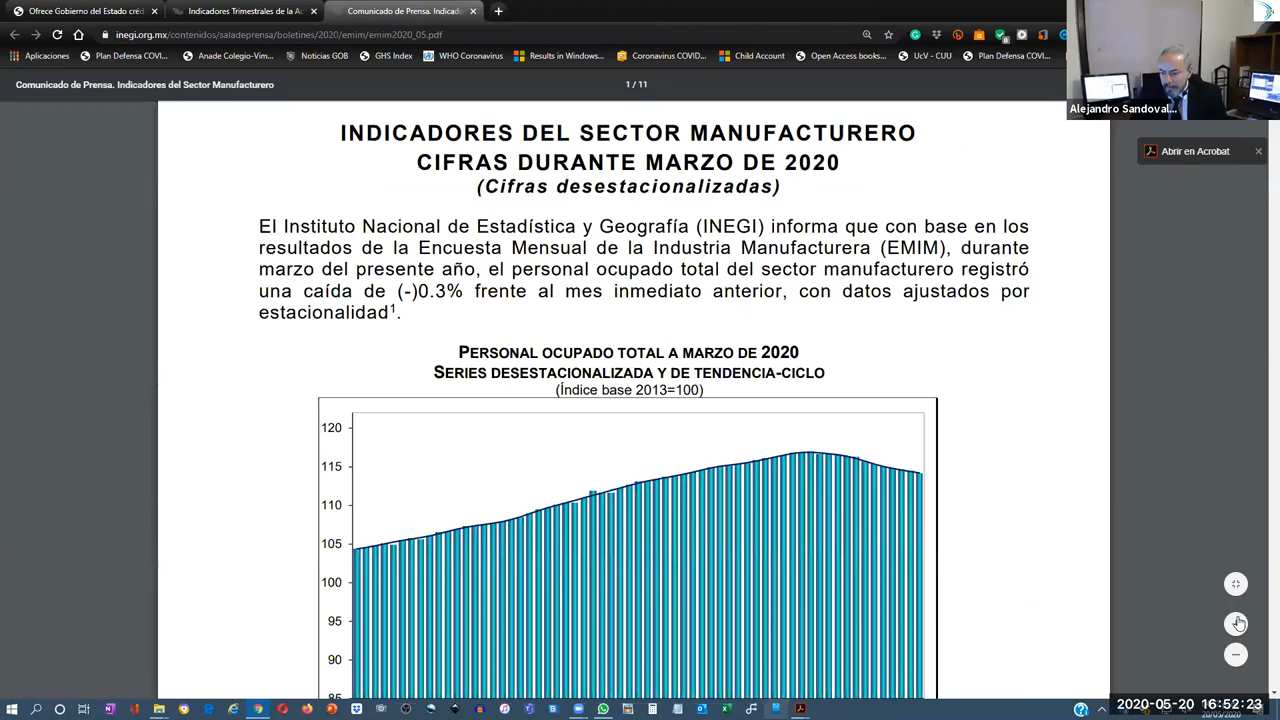 Ofrece Gobierno del Estado créd
Indicadores Trimestrales de la Ac
Comunicado de Prensa. Indicador
inegi.org.mx/contenidos/saladeprensa/boletines/2020/emim/emim2020_05.pdf
Aplicaciones
Plan Defensa COVI...
Anade Colegio-Vim...
Noticias GOB
GHS Index
WHO Coronavirus
Results in Windows...
Coronavirus COVID...
Child Account
Open Access books...
UcV - CUU
Plan Defensa COVI...
Alejandro Sandoval...
Comunicado de Prensa. Indicadores del Sector Manufacturero
1 / 11
Abrir en Acrobat
INDICADORES DEL SECTOR MANUFACTURERO
CIFRAS DURANTE MARZO DE 2020
(Cifras desestacionalizadas)
El Instituto Nacional de Estadística y Geografía (INEGI) informa que con base en los
resultados de la Encuesta Mensual de la Industria Manufacturera (EMIM), durante
marzo del presente año, el personal ocupado total del sector manufacturero registró
una caída de (-)0.3% frente al mes inmediato anterior, con datos ajustados por
estacionalidad¹.
PERSONAL OCUPADO TOTAL A MARZO DE 2020
SERIES DESESTACIONALIZADA Y DE TENDENCIA-CICLO
(Índice base 2013=100)
120
115
110
105
100
95
90
85
2020-05-20 16:52:23
20/05/2020